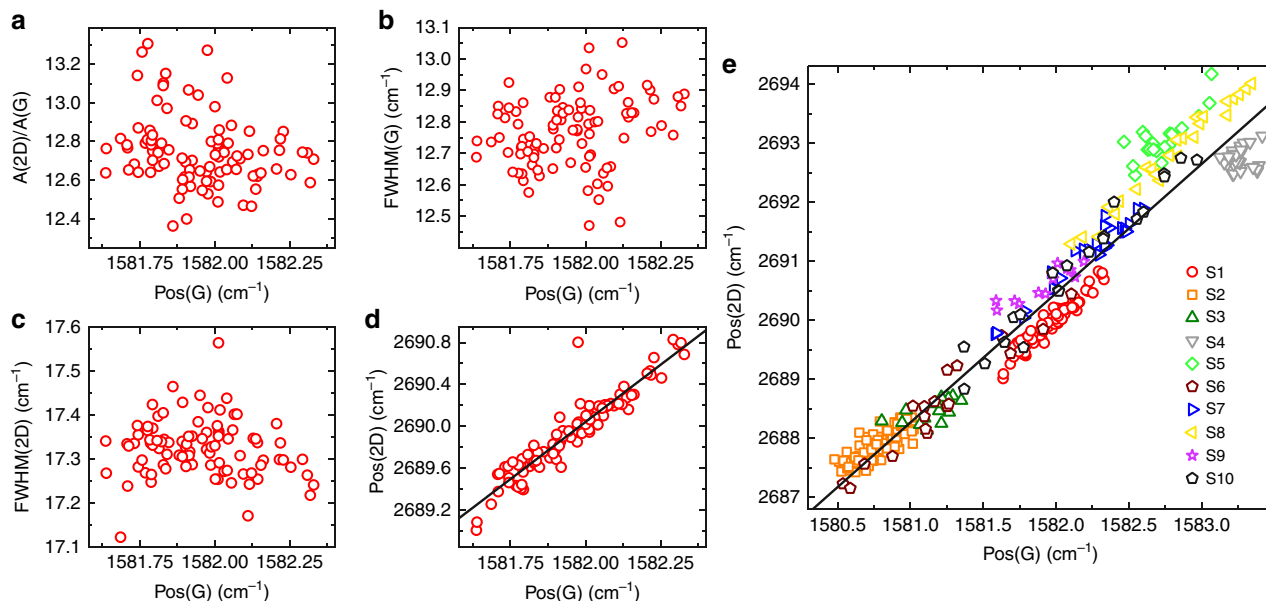 a
A(2D)/A(G)
13.2
13.0
12.8
12.6
12.4
1581.75 1582.00 1582.25
Pos(G) (cm⁻¹)
b
FWHM(G) (cm⁻¹)
13.1
13.0
12.9
12.8
12.7
12.6
12.5
1581.75 1582.00 1582.25
Pos(G) (cm⁻¹)
c
FWHM(2D) (cm⁻¹)
17.6
17.5
17.4
17.3
17.2
17.1
1581.75 1582.00 1582.25
Pos(G) (cm⁻¹)
d
Pos(2D) (cm⁻¹)
2690.8
2690.4
2690.0
2689.6
2689.2
1581.75 1582.00 1582.25
Pos(G) (cm⁻¹)
e
Pos(2D) (cm⁻¹)
2694
2693
2692
2691
2690
2689
2688
2687
S1
S2
S3
S4
S5
S6
S7
S8
S9
S10
1580.5 1581.0 1581.5 1582.0 1582.5 1583.0
Pos(G) (cm⁻¹)